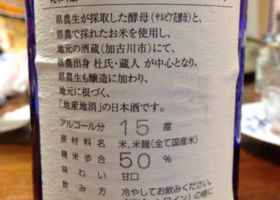 県農生が採取した酵母(サルビア花酵母)と、
県農で採れたお米を使用し、
地元の酒蔵(加古川市)にて、
県農出身 杜氏・蔵人 が中心となり、
県農生も醸造に加わり、
地元に根づく、
「地産地消」の日本酒です。
アルコール分 15度
原材料名 米、米麹(全て国産米)
精米歩合 50%
味わい 甘口
飲み方 冷やしてお飲みください。